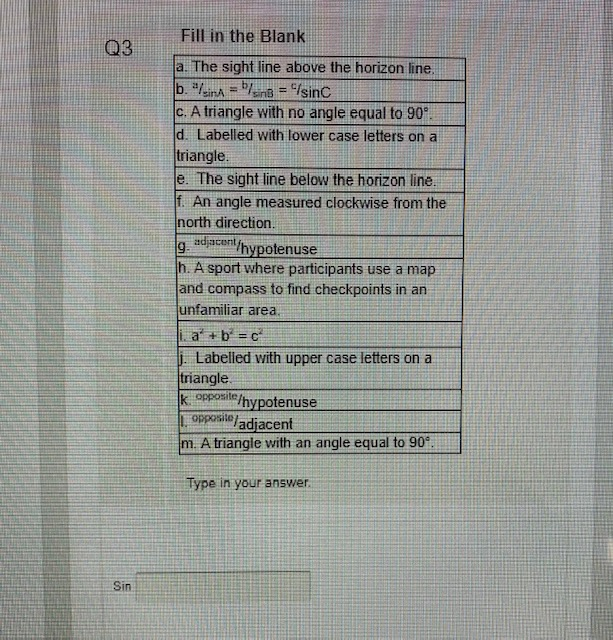 Q3
Fill in the Blank
a. The sight line above the horizon line.
b. a/sinA = b/sinB = c/sinC
c. A triangle with no angle equal to 90°.
d. Labelled with lower case letters on a
triangle.
e. The sight line below the horizon line.
f. An angle measured clockwise from the
north direction.
g. adjacent/hypotenuse
h. A sport where participants use a map
and compass to find checkpoints in an
unfamiliar area.
i. a² + b² = c²
j. Labelled with upper case letters on a
triangle.
k. opposite/hypotenuse
l. opposite/adjacent
m. A triangle with an angle equal to 90°.
Type in your answer.
Sin